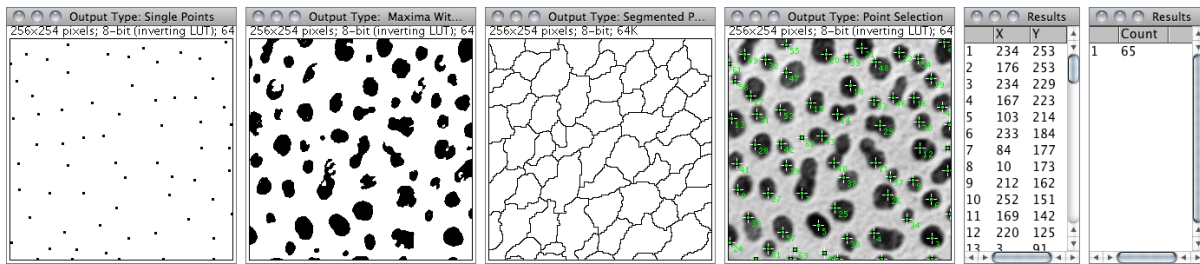 Output Type: Single Points
256x254 pixels; 8-bit (inverting LUT); 64
Output Type: Maxima Wit...
256x254 pixels; 8-bit (inverting LUT); 64
Output Type: Segmented P...
256x254 pixels; 8-bit; 64K
Output Type: Point Selection
256x254 pixels; 8-bit (inverting LUT); 64
Results
X Y
1 234 253
2 176 253
3 234 229
4 167 223
5 103 214
6 233 184
7 84 177
8 10 173
9 212 162
10 252 151
11 169 142
12 220 125
13 3 91
Results
Count
1 65